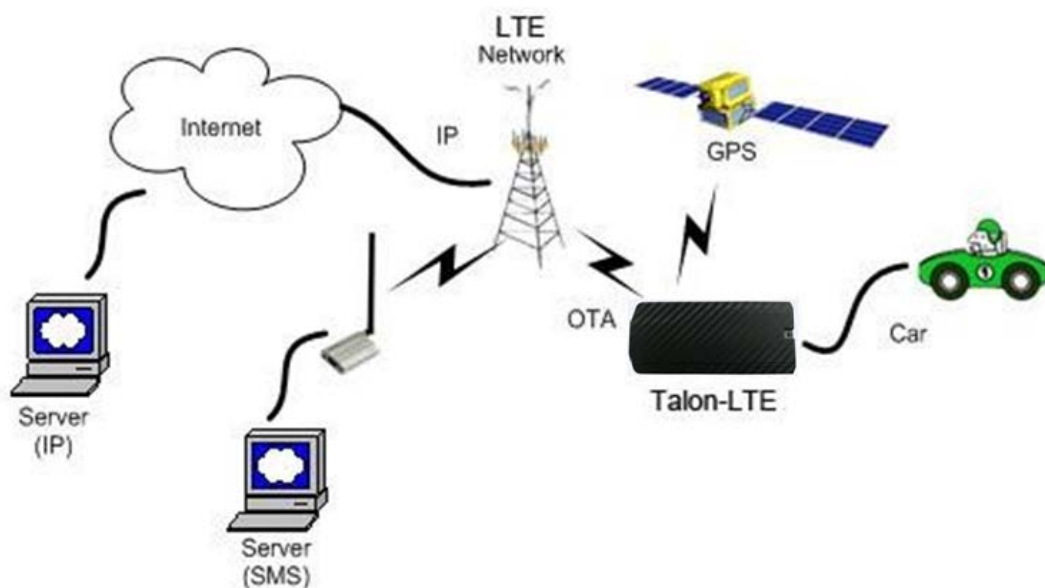 LTE
Network
Internet
IP
GPS
OTA
Car
Talon-LTE
Server
(IP)
Server
(SMS)